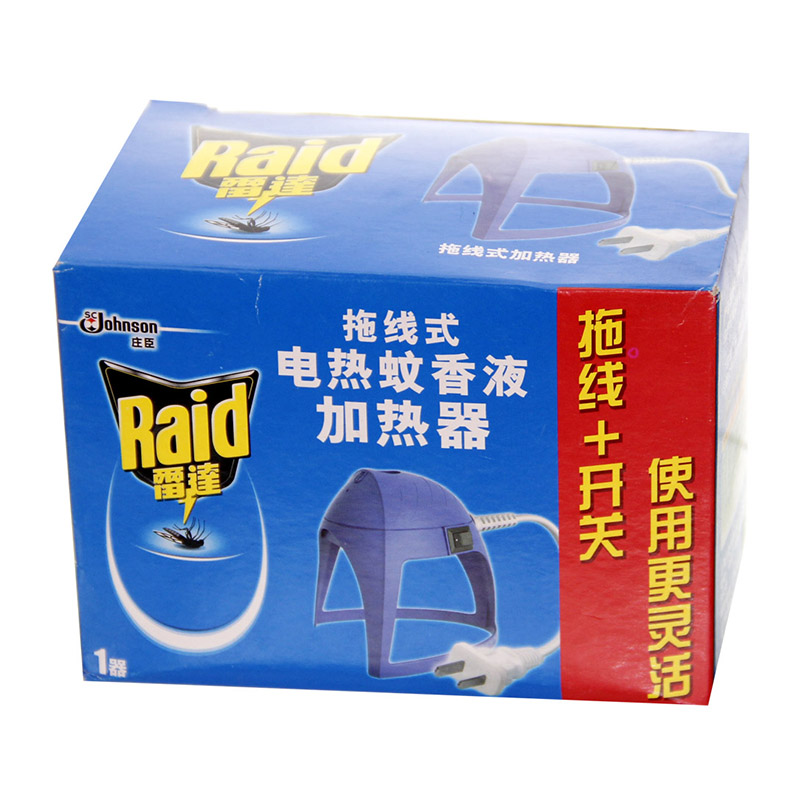 Raid
雷達
拖线式加热器
SC
Johnson
庄臣
Raid
雷達
1器
拖线式
电热蚊香液
加热器
拖线+开关
使用更灵活